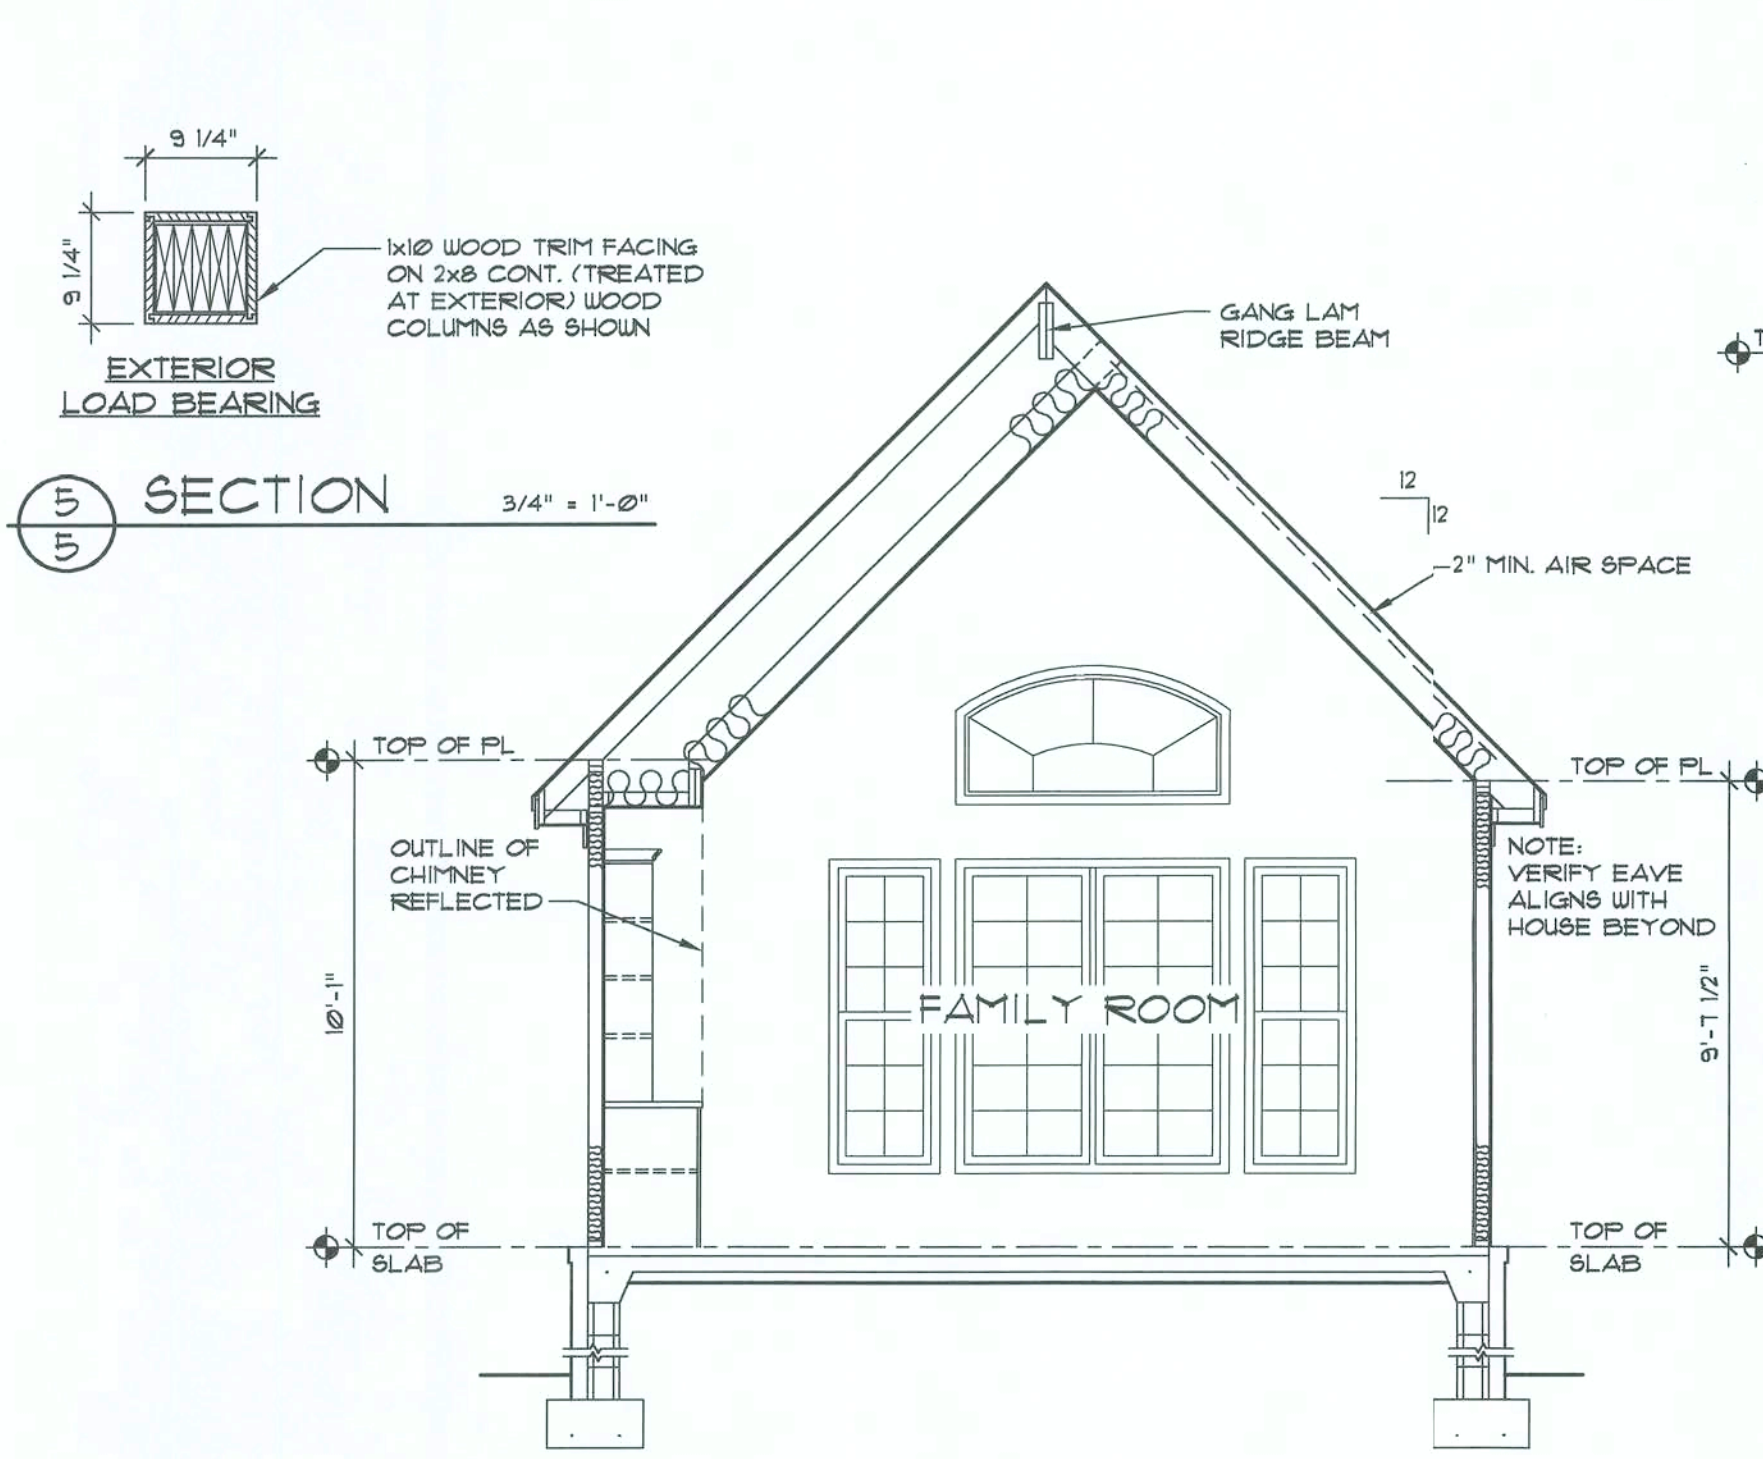 9 1/4"
9 1/4"
1x10 WOOD TRIM FACING
ON 2x8 CONT. (TREATED
AT EXTERIOR) WOOD
COLUMNS AS SHOWN
EXTERIOR
LOAD BEARING
5
5
SECTION
3/4" = 1'-0"
GANG LAM
RIDGE BEAM
12
12
2" MIN. AIR SPACE
TOP OF PL
TOP OF PL
OUTLINE OF
CHIMNEY
REFLECTED
NOTE:
VERIFY EAVE
ALIGNS WITH
HOUSE BEYOND
10'-1"
FAMILY ROOM
9'-7 1/2"
TOP OF
SLAB
TOP OF
SLAB